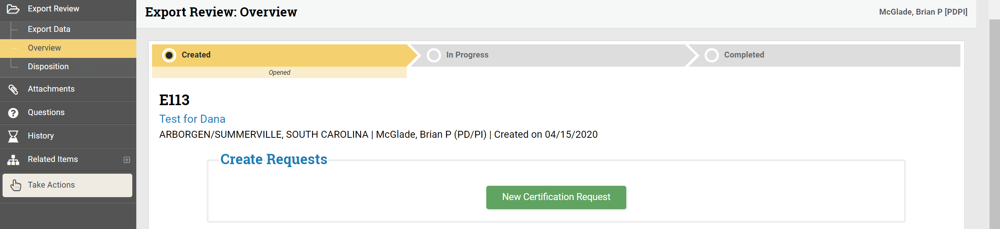 Export Review
Export Data
Overview
Disposition
Attachments
Questions
History
Related Items
Take Actions
Export Review: Overview
McGlade, Brian P [PDPI]
Created
In Progress
Completed
Opened
E113
Test for Dana
ARBORGEN/SUMMERVILLE, SOUTH CAROLINA | McGlade, Brian P (PD/PI) | Created on 04/15/2020
Create Requests
New Certification Request